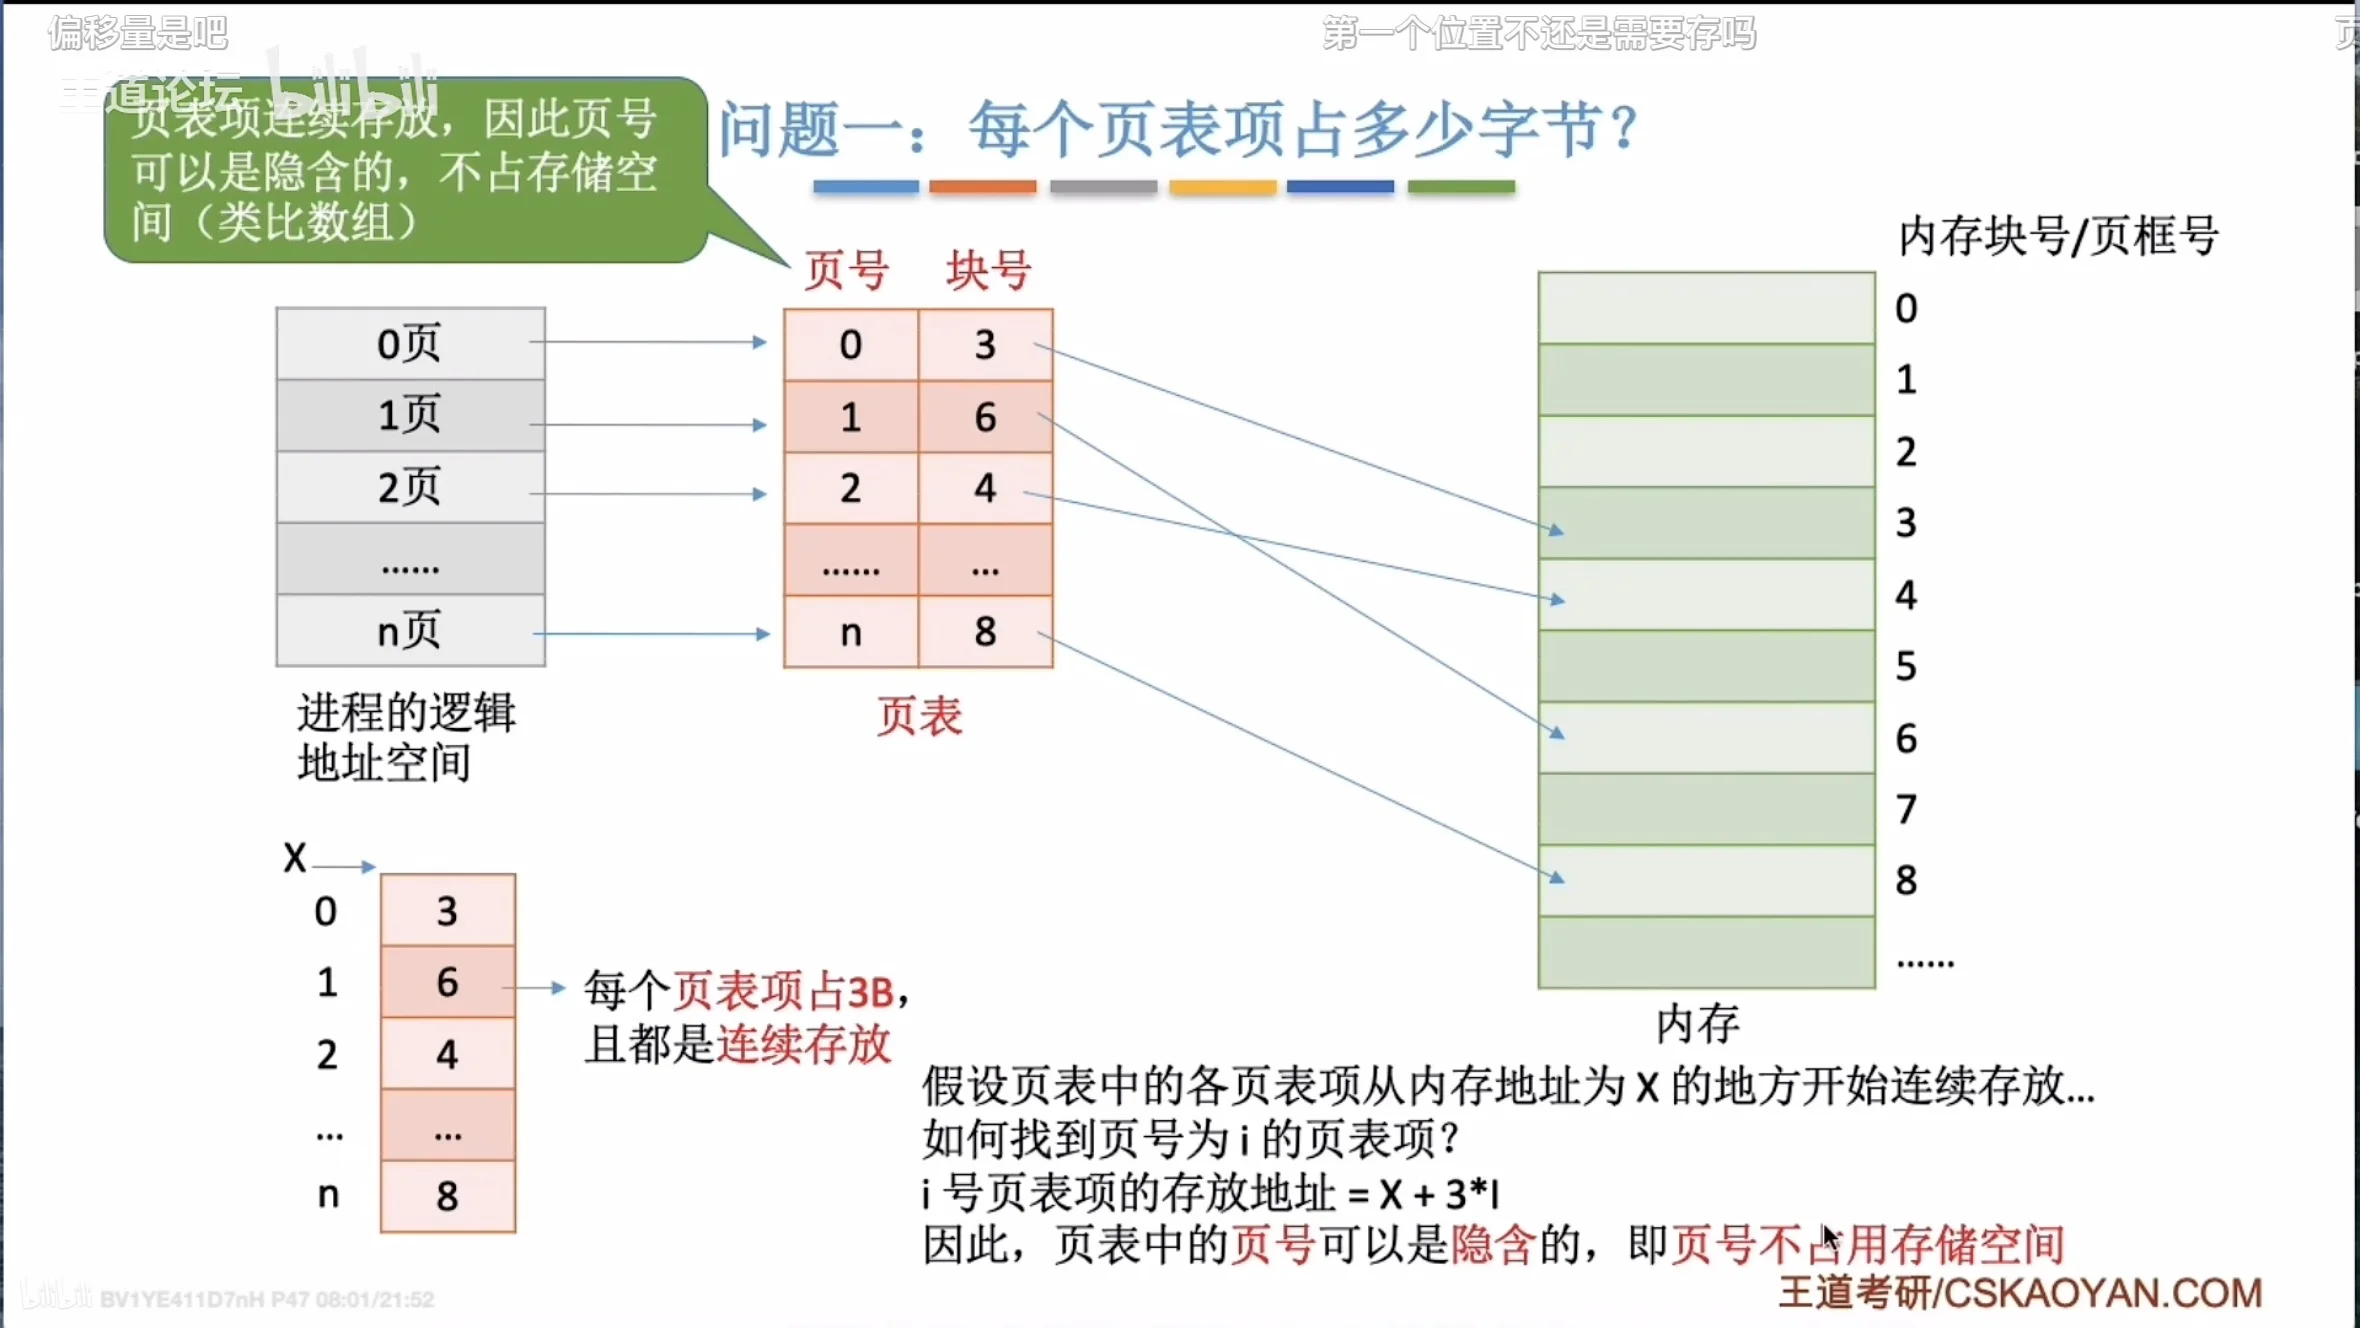 偏移量是吧
第一个位置不还是需要存吗
王道论坛 bilibili
页表项连续存放，因此页号
可以是隐含的，不占存储空
间（类比数组）
问题一：每个页表项占多少字节？
页号 块号
0页
1页
2页
......
n页
进程的逻辑
地址空间
0 3
1 6
2 4
...... ...
n 8
页表
内存块号/页框号
0
1
2
3
4
5
6
7
8
......
内存
X
0 3
1 6
2 4
... ...
n 8
每个页表项占3B，
且都是连续存放
假设页表中的各页表项从内存地址为 X 的地方开始连续存放...
如何找到页号为 i 的页表项？
i 号页表项的存放地址 = X + 3*I
因此，页表中的页号可以是隐含的，即页号不占用存储空间
王道考研/CSKAOYAN.COM
bilibili BV1YE411D7nH P47 08:01/21:52